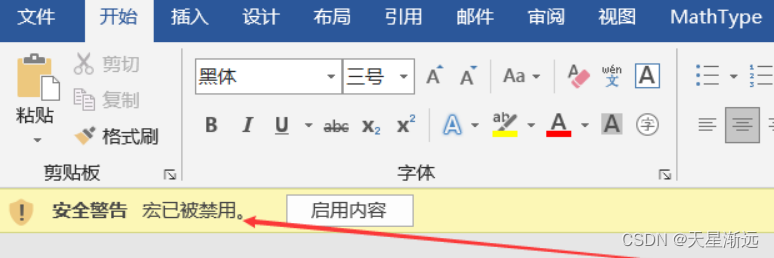 文件 开始 插入 设计 布局 引用 邮件 审阅 视图 MathType
剪切
黑体 三号 A A Aa A wén 文 A
复制
粘贴
格式刷
B I U abc x₂ x² A ab A A 字
剪贴板 字体
安全警告 宏已被禁用。 启用内容
CSDN @天星渐远